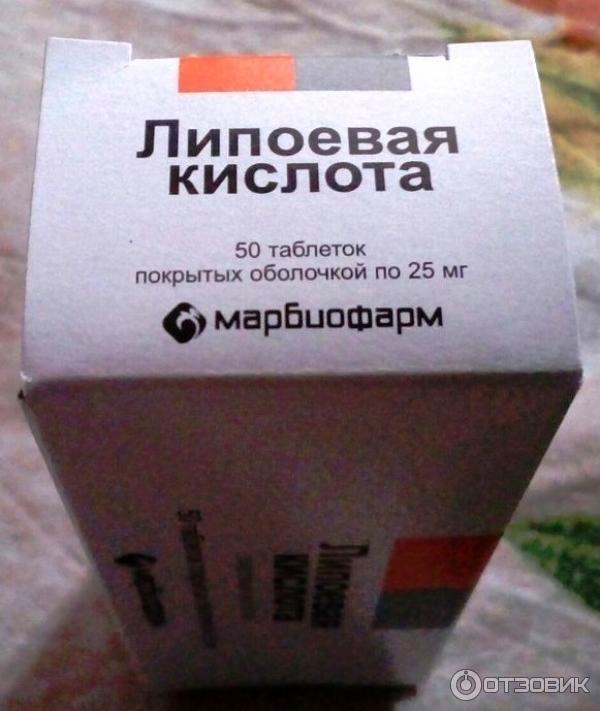 Липоевая
кислота
50 таблеток
покрытых оболочкой по 25 мг
марбиофарм
Липоевая
кислота
ОТЗОВИК